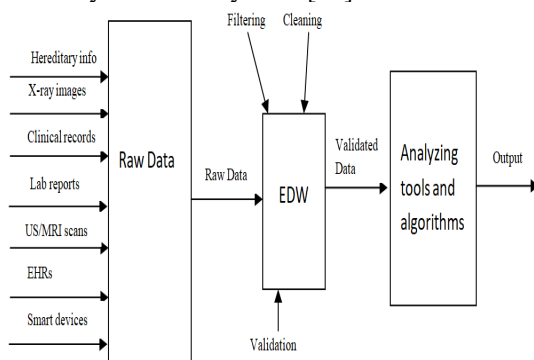 Filtering
Cleaning
Hereditary info
X-ray images
Clinical records
Lab reports
US/MRI scans
EHRs
Smart devices
Raw Data
Raw Data
EDW
Validation
Validated
Data
Analyzing
tools and
algorithms
Output